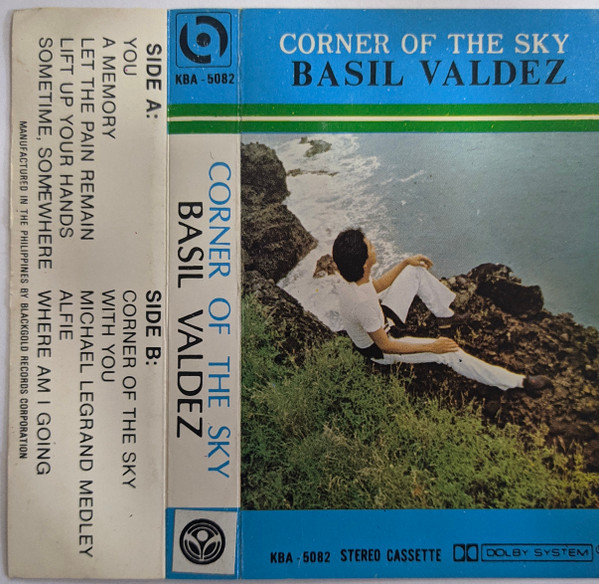 SIDE A:
YOU
A MEMORY
LET THE PAIN REMAIN
LIFT UP YOUR HANDS
SOMETIME, SOMEWHERE
SIDE B:
CORNER OF THE SKY
WITH YOU
MICHAEL LEGRAND MEDLEY
ALFIE
WHERE AM I GOING
MANUFACTURED IN THE PHILIPPINES BY BLACKGOLD RECORDS CORPORATION
KBA - 5082
CORNER OF THE SKY
BASIL VALDEZ
CORNER OF THE SKY
BASIL VALDEZ
KBA - 5082 STEREO CASSETTE DOLBY SYSTEM